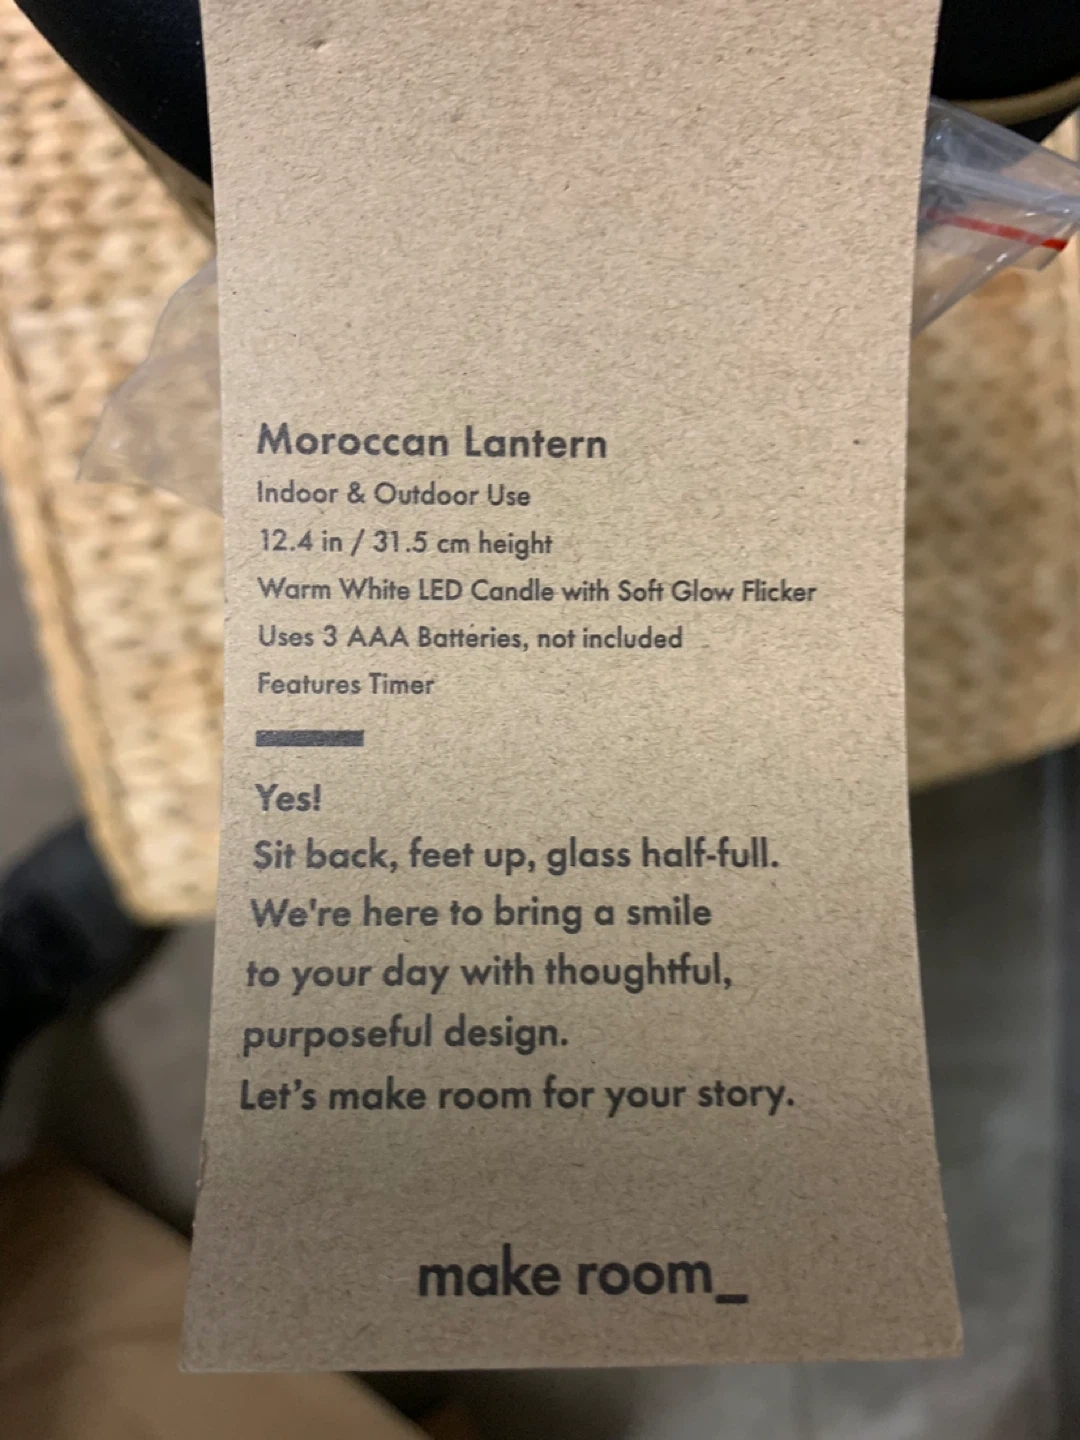 Moroccan Lantern
Indoor & Outdoor Use
12.4 in / 31.5 cm height
Warm White LED Candle with Soft Glow Flicker
Uses 3 AAA Batteries, not included
Features Timer
Yes!
Sit back, feet up, glass half-full.
We're here to bring a smile
to your day with thoughtful,
purposeful design.
Let's make room for your story.
make room_